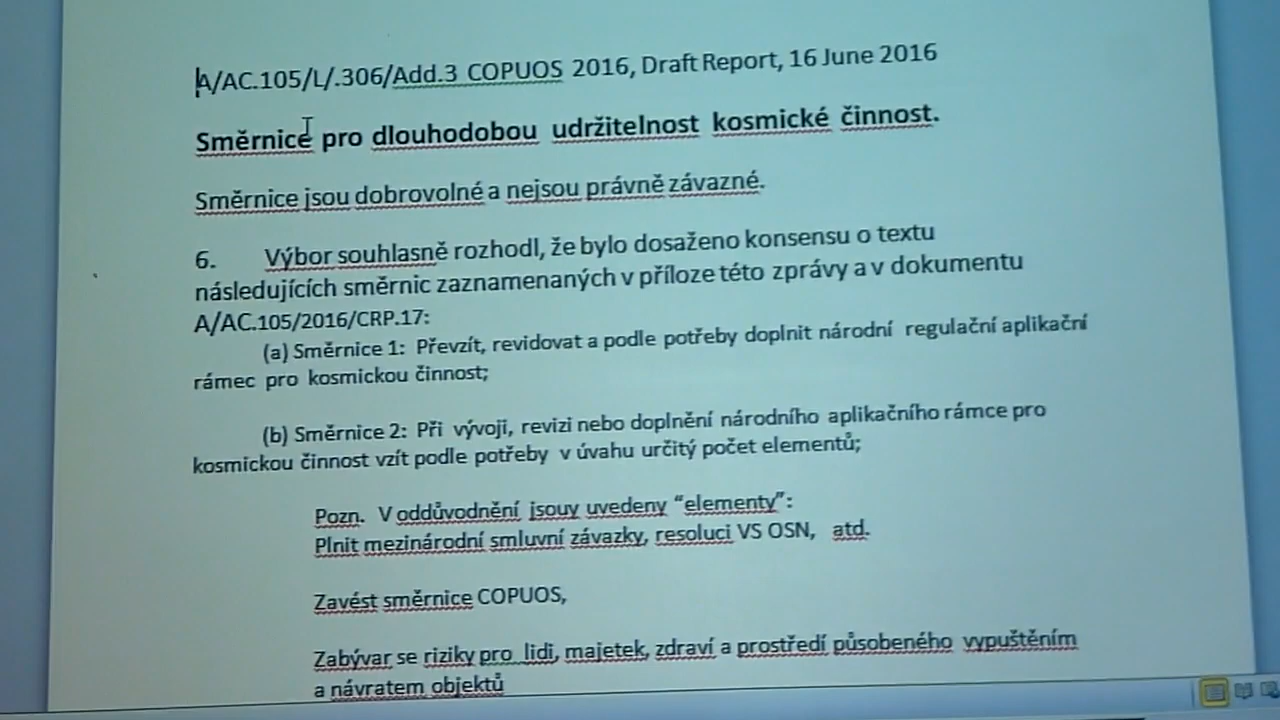 A/AC.105/L/.306/Add.3 COPUOS 2016, Draft Report, 16 June 2016
Směrnice pro dlouhodobou udržitelnost kosmické činnost.
Směrnice jsou dobrovolné a nejsou právně závazné.
6. Výbor souhlasně rozhodl, že bylo dosaženo konsensu o textu
následujících směrnic zaznamenaných v příloze této zprávy a v dokumentu
A/AC.105/2016/CRP.17:
(a) Směrnice 1: Převzít, revidovat a podle potřeby doplnit národní regulační aplikační
rámec pro kosmickou činnost;
(b) Směrnice 2: Při vývoji, revizi nebo doplnění národního aplikačního rámce pro
kosmickou činnost vzít podle potřeby v úvahu určitý počet elementů;
Pozn. V oddůvodnění jsouy uvedeny “elementy”:
Plnit mezinárodní smluvní závazky, resoluci VS OSN, atd.
Zavést směrnice COPUOS,
Zabývar se riziky pro lidi, majetek, zdraví a prostředí působeného vypuštěním
a návratem objektů